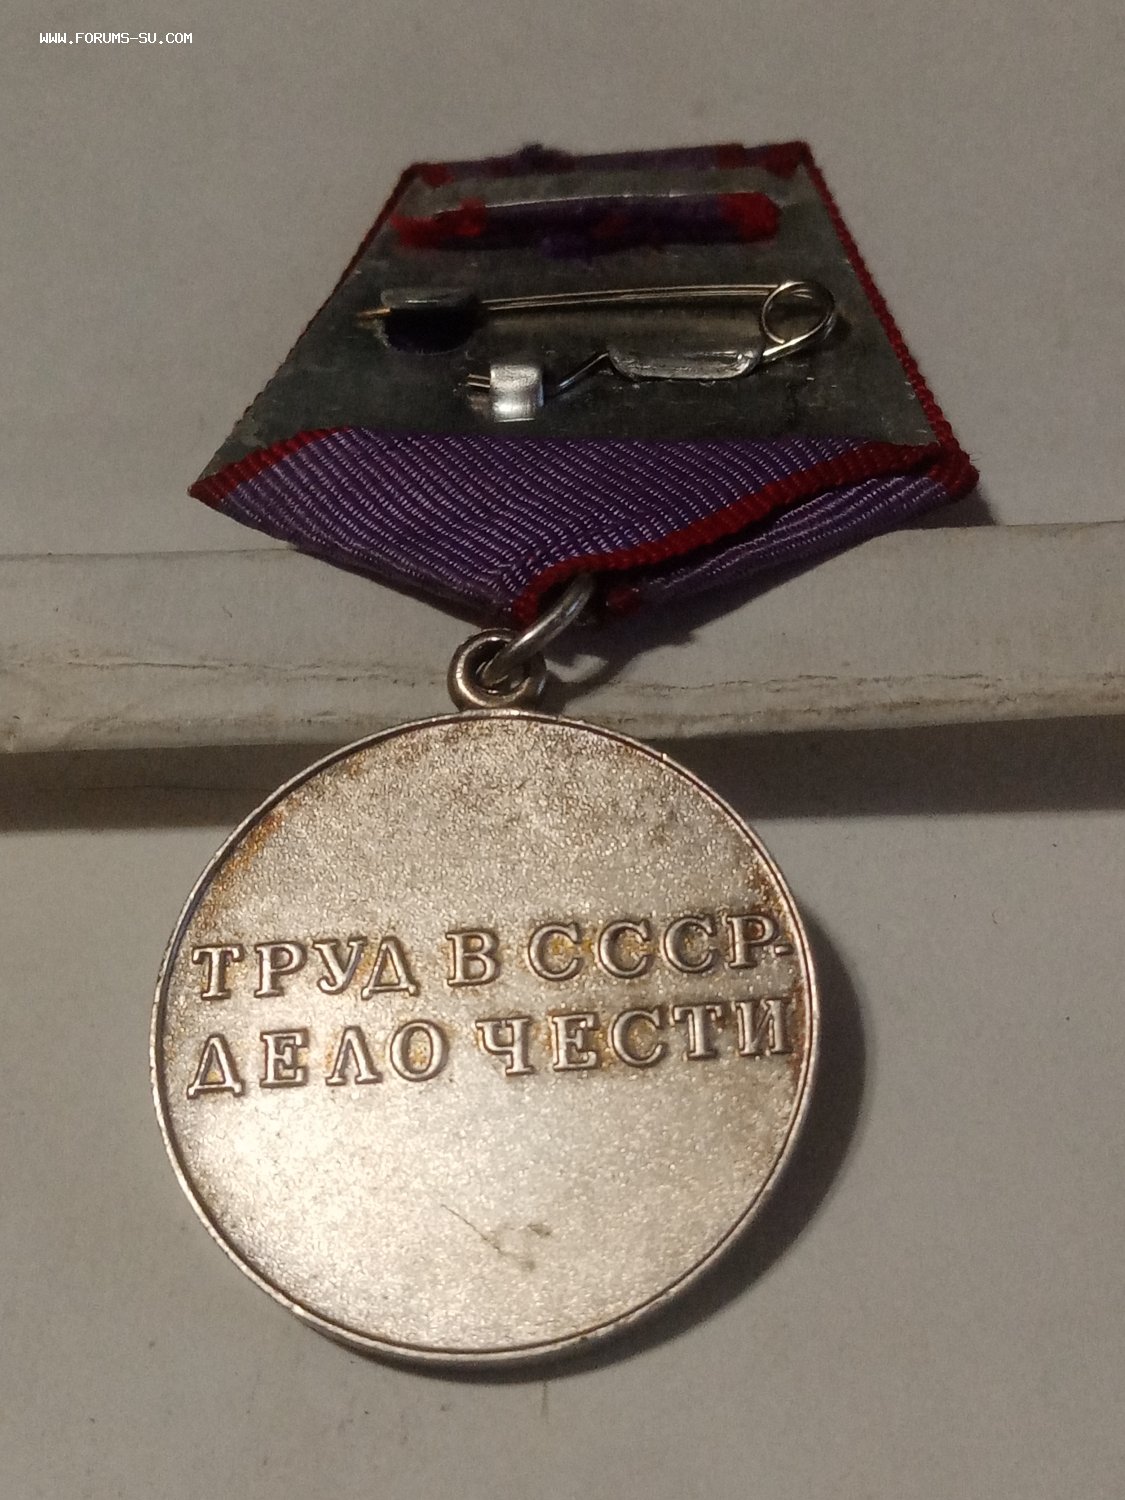 WWW.FORUMS-SU.COM
ТРУД В СССР-
ДЕЛО ЧЕСТИ